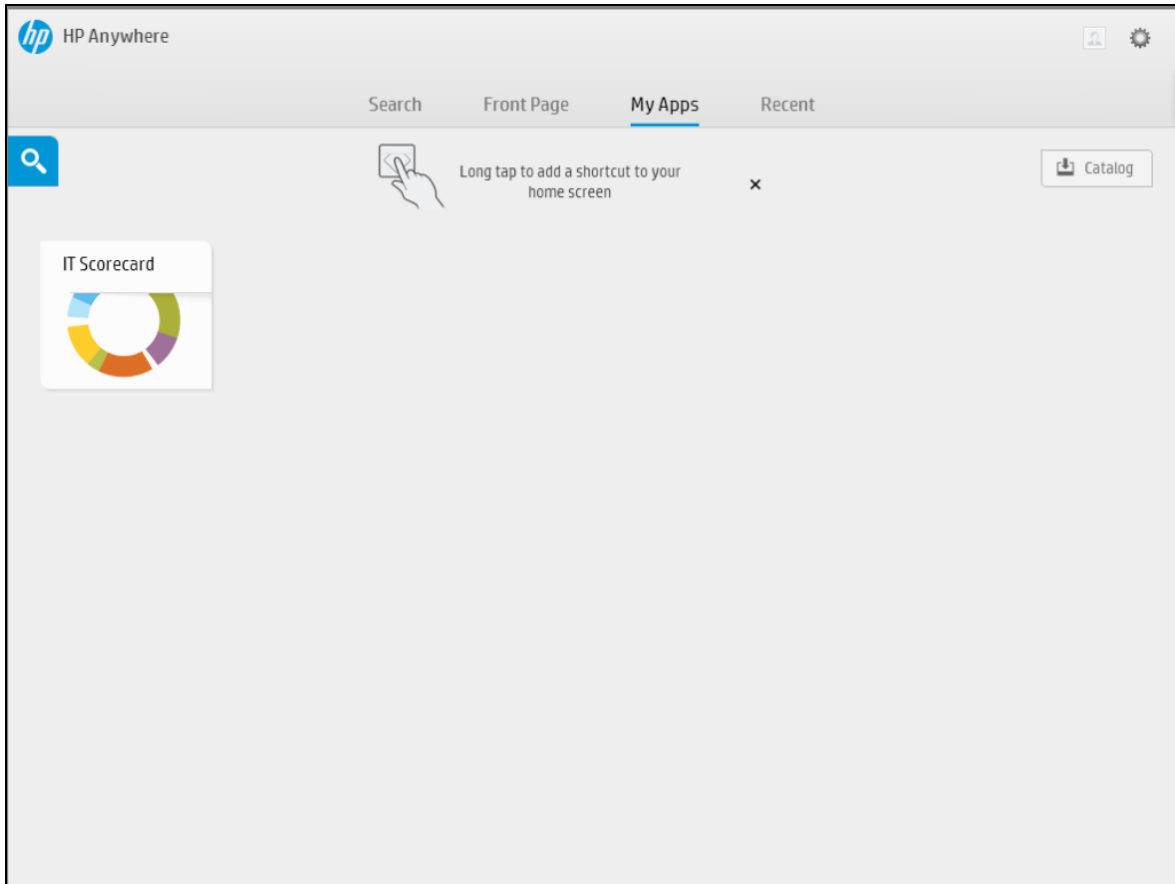 hp HP Anywhere
Search Front Page My Apps Recent
Long tap to add a shortcut to your
home screen
Catalog
IT Scorecard